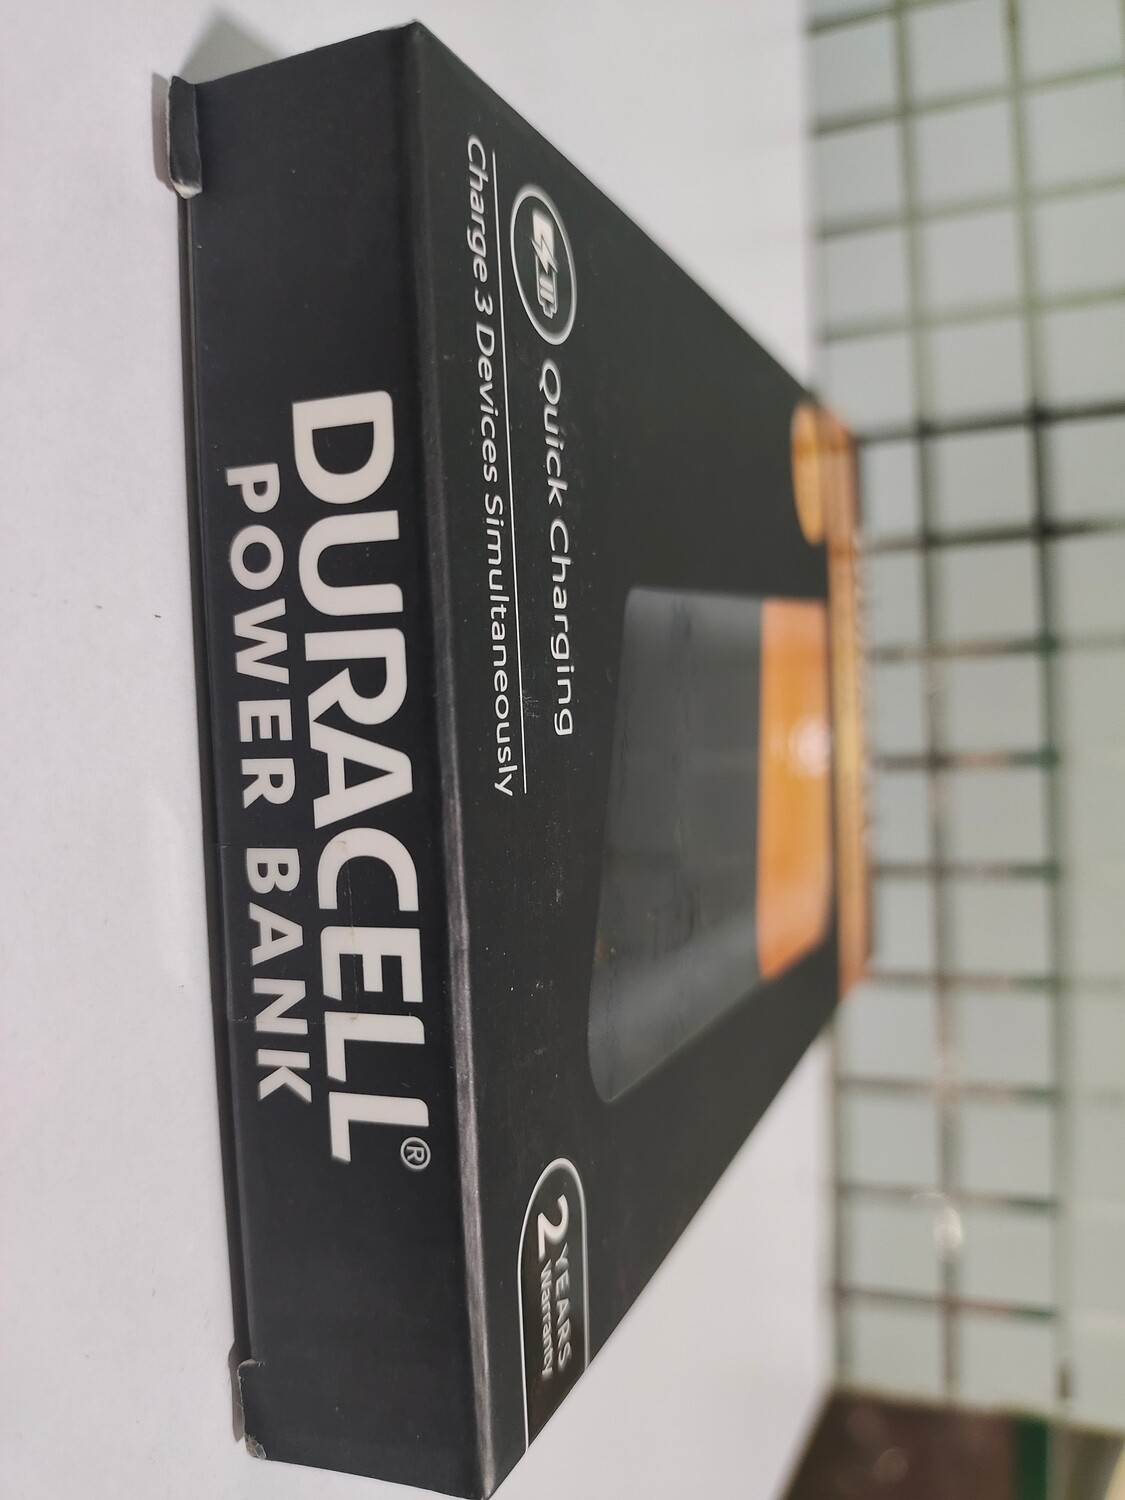 Quick Charging
Charge 3 Devices Simultaneously
2 YEARS
Warranty
DURACELL®
POWER BANK